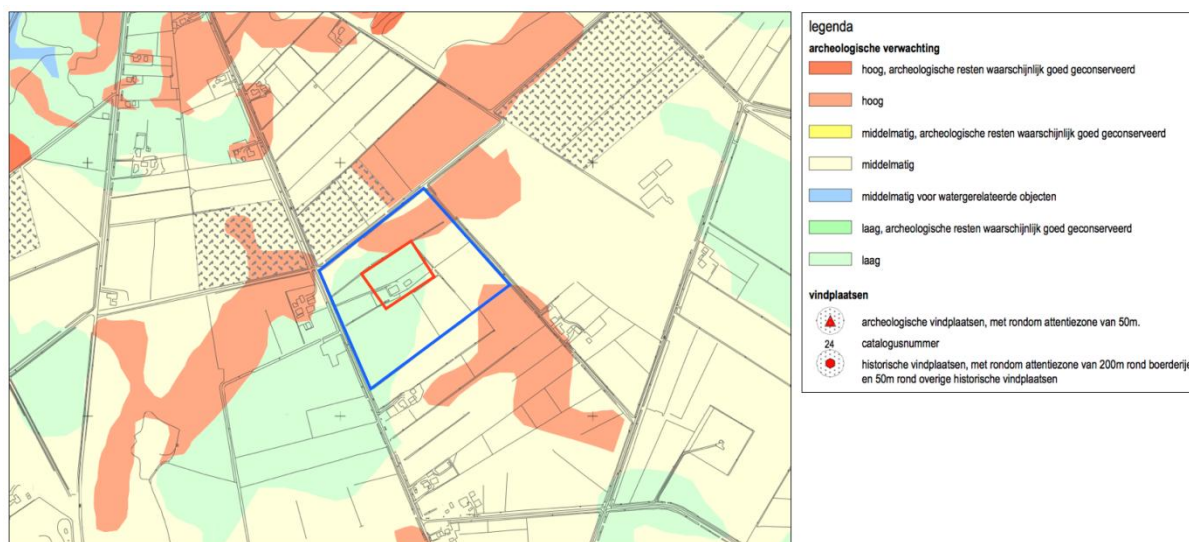 legenda
archeologische verwachting
hoog, archeologische resten waarschijnlijk goed geconserveerd
hoog
middelmatig, archeologische resten waarschijnlijk goed geconserveerd
middelmatig
middelmatig voor watergerelateerde objecten
laag, archeologische resten waarschijnlijk goed geconserveerd
laag
vindplaatsen
archeologische vindplaatsen, met rondom attentiezone van 50m.
24 catalogusnummer
historische vindplaatsen, met rondom attentiezone van 200m rond boerderije
en 50m rond overige historische vindplaatsen